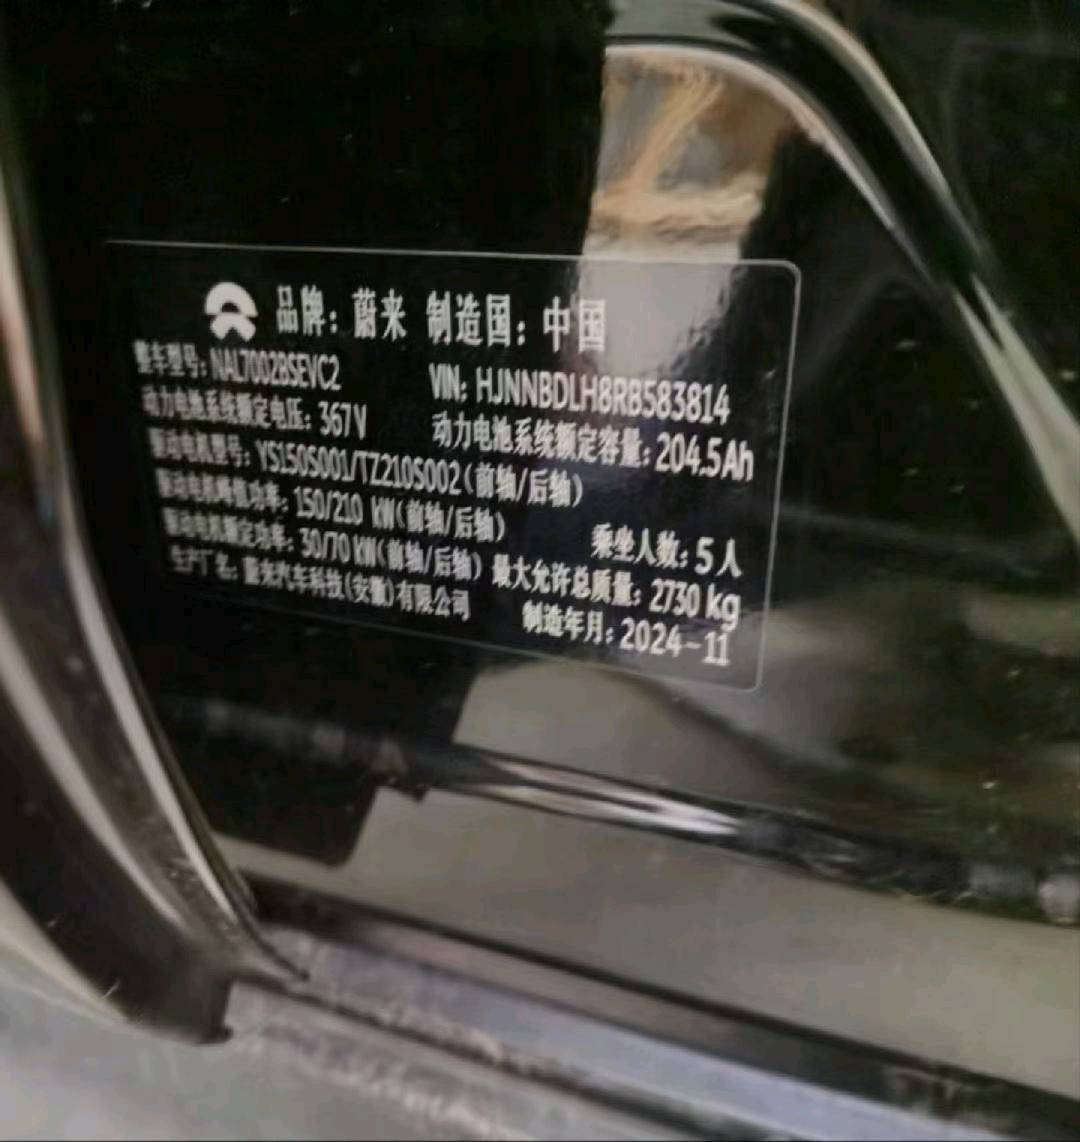 品牌：蔚来 制造国：中国
整车型号：NAL7002BSEVC2 VIN：HJNNBDLH8RB583814
动力电池系统额定电压：367V 动力电池系统额定容量：204.5Ah
驱动电机型号：YS150S001/TZ210S002(前轴/后轴)
驱动电机峰值功率：150/210 kW(前轴/后轴) 乘坐人数：5人
驱动电机额定功率：30/70 kW(前轴/后轴) 最大允许总质量：2730 kg
生产厂名：蔚来汽车科技(安徽)有限公司 制造年月：2024-11